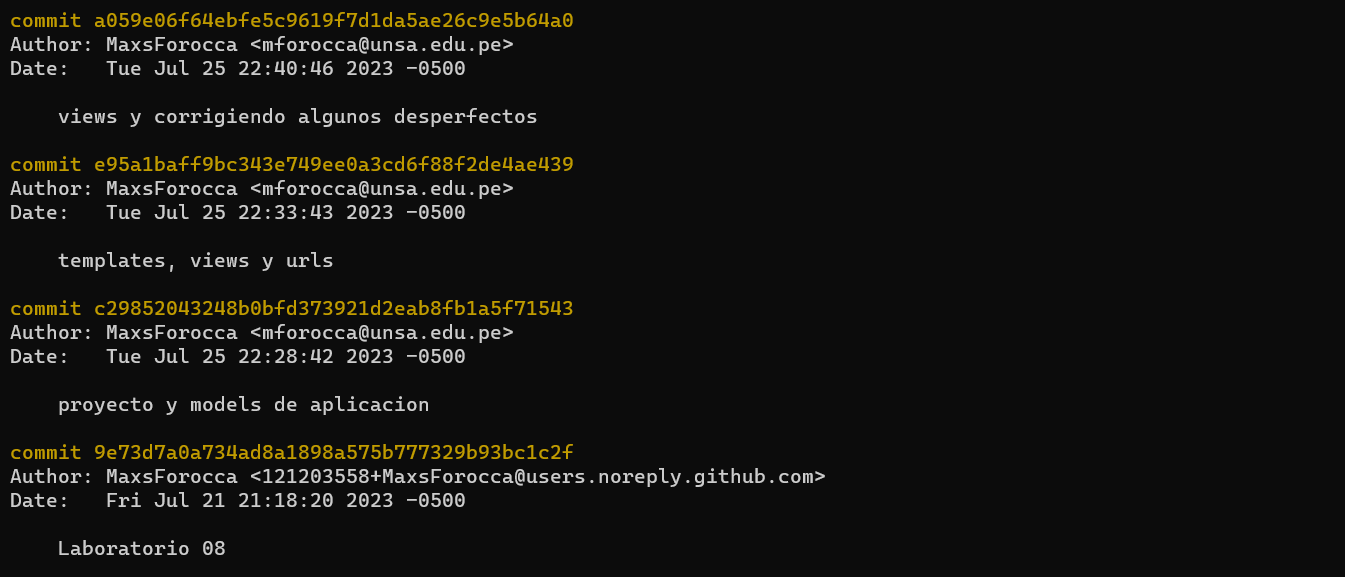 commit a059e06f64ebfe5c9619f7d1da5ae26c9e5b64a0
Author: MaxsForocca <mforocca@unsa.edu.pe>
Date:   Tue Jul 25 22:40:46 2023 -0500
views y corrigiendo algunos desperfectos
commit e95a1baff9bc343e749ee0a3cd6f88f2de4ae439
Author: MaxsForocca <mforocca@unsa.edu.pe>
Date:   Tue Jul 25 22:33:43 2023 -0500
templates, views y urls
commit c29852043248b0bfd373921d2eab8fb1a5f71543
Author: MaxsForocca <mforocca@unsa.edu.pe>
Date:   Tue Jul 25 22:28:42 2023 -0500
proyecto y models de aplicacion
commit 9e73d7a0a734ad8a1898a575b777329b93bc1c2f
Author: MaxsForocca <121203558+MaxsForocca@users.noreply.github.com>
Date:   Fri Jul 21 21:18:20 2023 -0500
Laboratorio 08